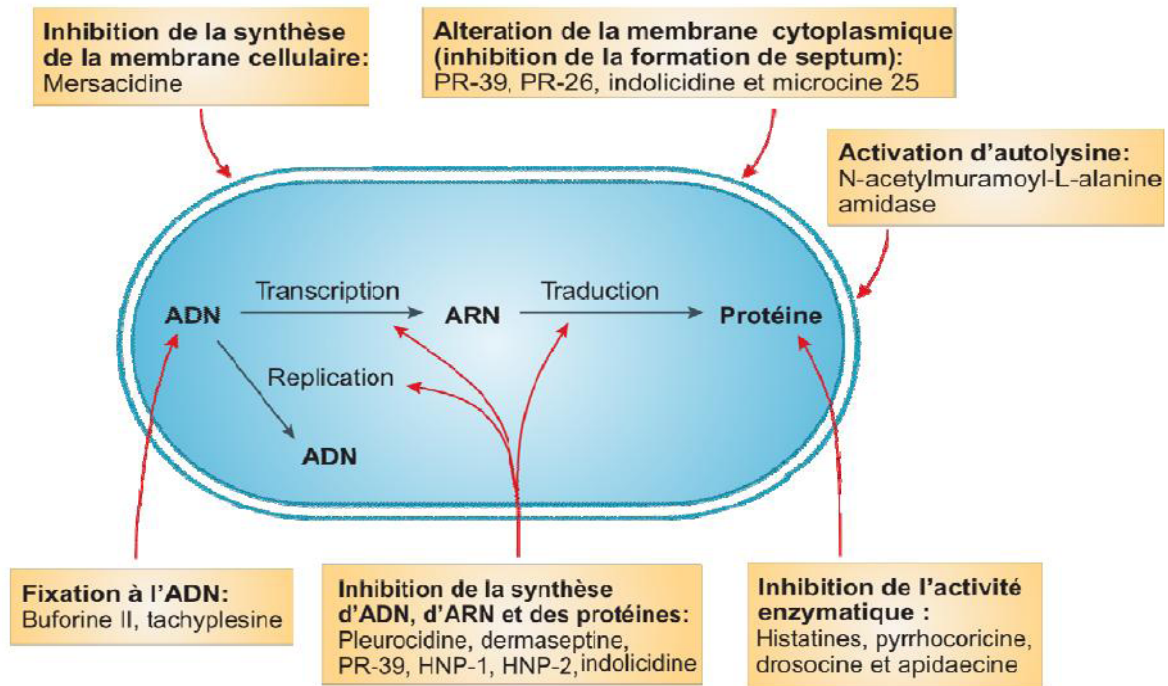 Inhibition de la synthèse
de la membrane cellulaire:
Mersacidine
Alteration de la membrane cytoplasmique
(inhibition de la formation de septum):
PR-39, PR-26, indolicidine et microcine 25
Activation d'autolysine:
N-acetylmuramoyl-L-alanine
amidase
Transcription
Traduction
ADN
ARN
Protéine
Replication
ADN
Fixation à l'ADN:
Buforine II, tachyplesine
Inhibition de la synthèse
d'ADN, d'ARN et des protéines:
Pleurocidine, dermaseptine,
PR-39, HNP-1, HNP-2, indolicidine
Inhibition de l'activité
enzymatique :
Histatines, pyrrhocoricine,
drosocine et apidaecine